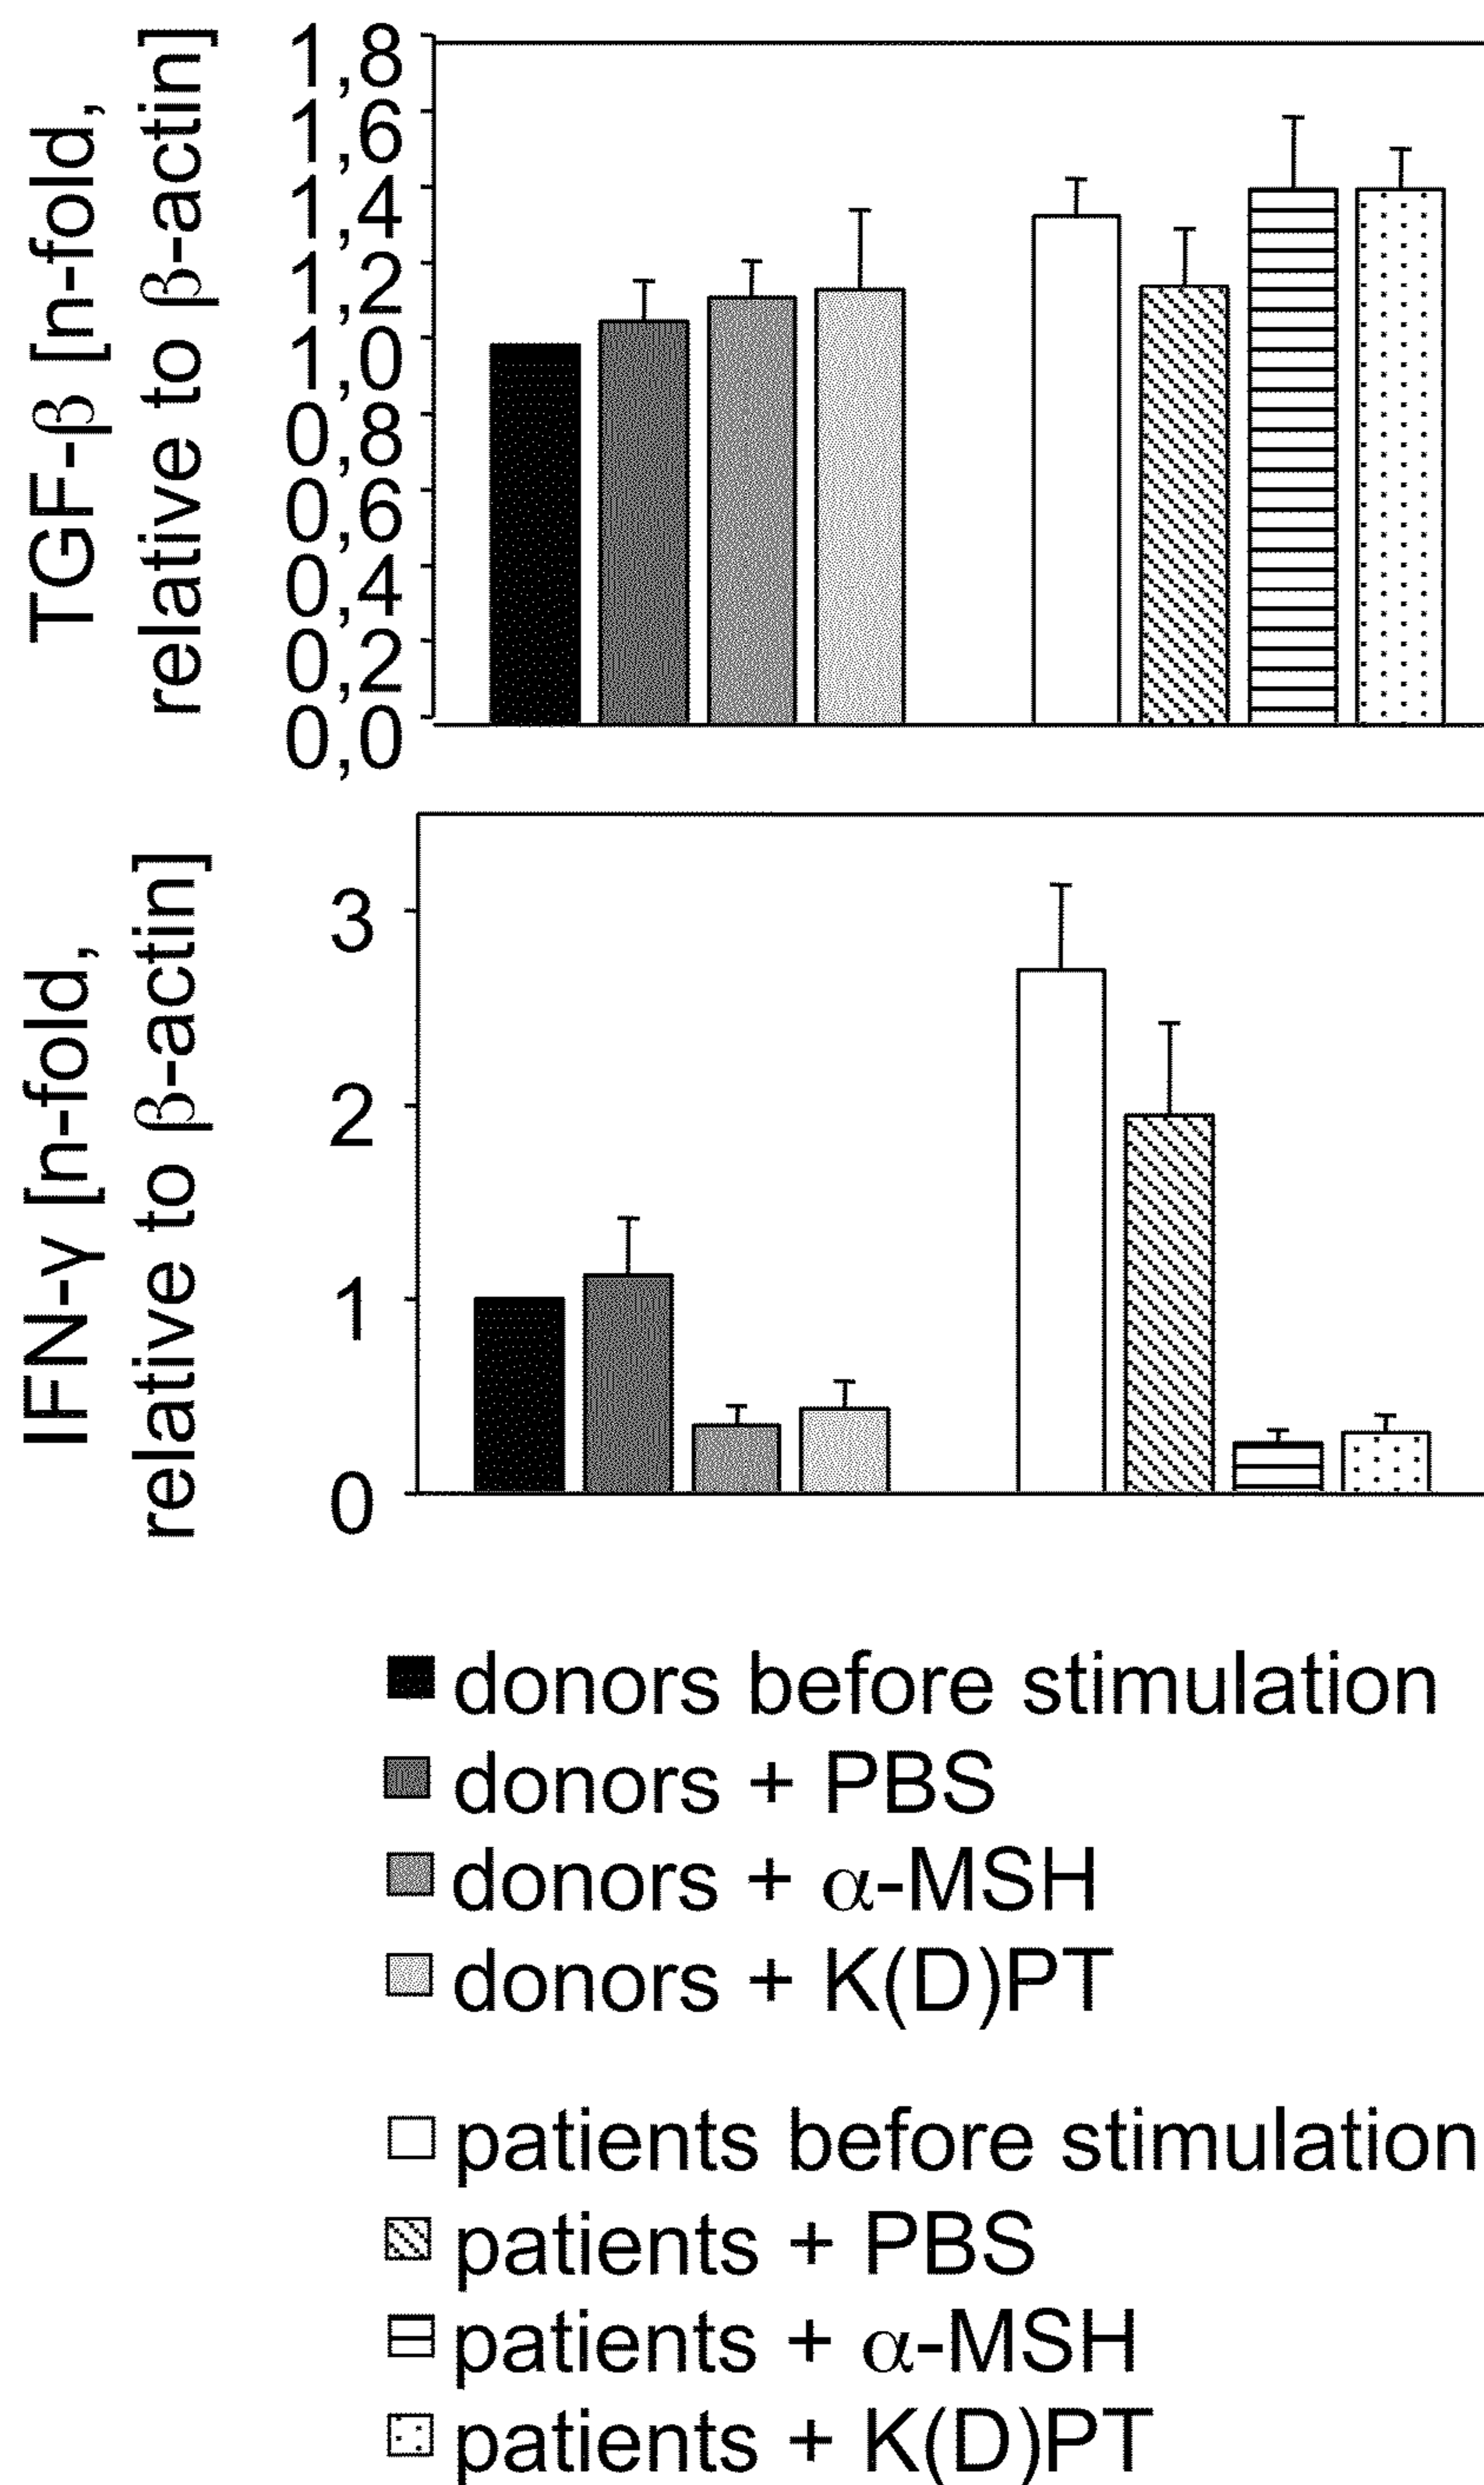 TGF-β [n-fold,
relative to β-actin]
1,8
1,6
1,4
1,2
1,0
0,8
0,6
0,4
0,2
0,0
IFN-γ [n-fold,
relative to β-actin]
3
2
1
0
donors before stimulation
donors + PBS
donors + α-MSH
donors + K(D)PT
patients before stimulation
patients + PBS
patients + α-MSH
patients + K(D)PT